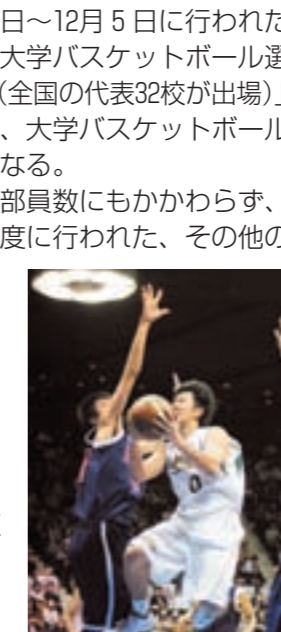 日～12月5日に行われた
大学バスケットボール選
（全国の代表32校が出場）」
、大学バスケットボール
なる。
部員数にもかかわらず、
度に行われた、その他の
0